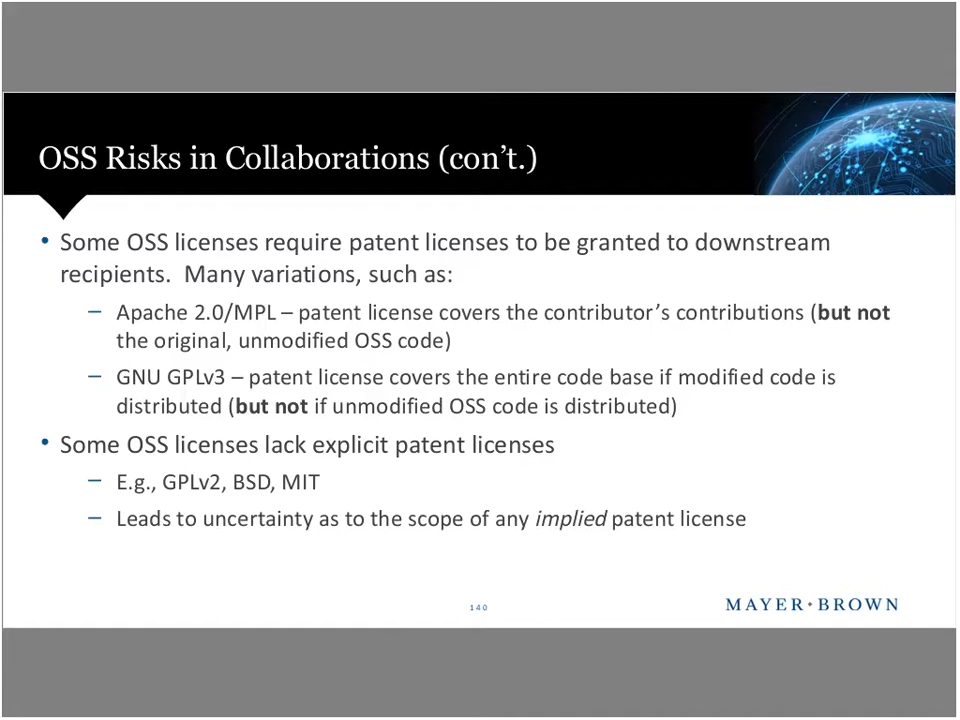 OSS Risks in Collaborations (con’t.)
• Some OSS licenses require patent licenses to be granted to downstream
recipients.  Many variations, such as:
– Apache 2.0/MPL – patent license covers the contributor’s contributions (but not
the original, unmodified OSS code)
– GNU GPLv3 – patent license covers the entire code base if modified code is
distributed (but not if unmodified OSS code is distributed)
• Some OSS licenses lack explicit patent licenses
– E.g., GPLv2, BSD, MIT
– Leads to uncertainty as to the scope of any implied patent license
140
MAYER•BROWN